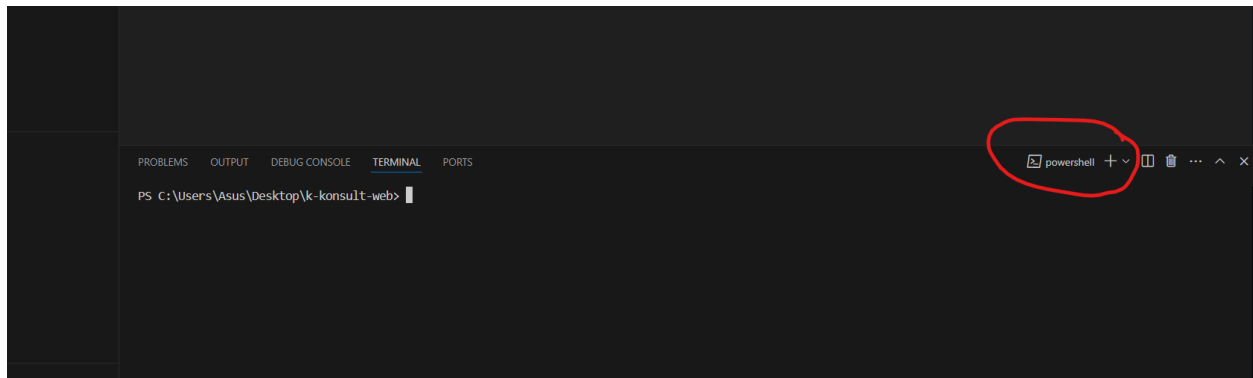 PROBLEMS OUTPUT DEBUG CONSOLE TERMINAL PORTS powershell
PS C:\Users\Asus\Desktop\k-konsult-web>